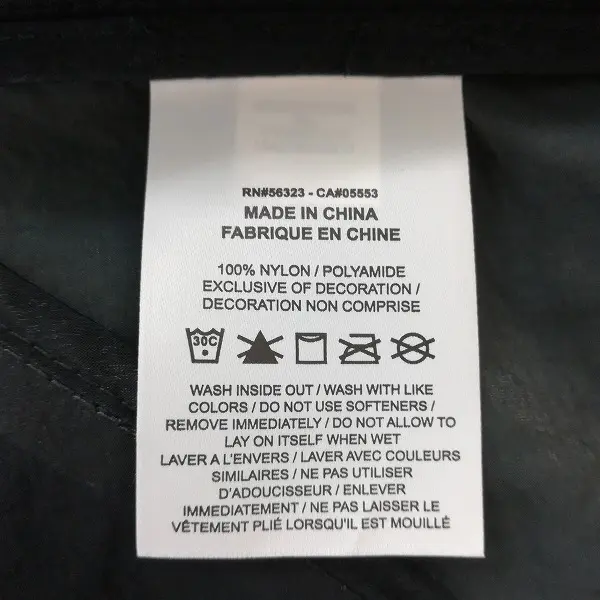 RN#56323 - CA#05553
MADE IN CHINA
FABRIQUE EN CHINE
100% NYLON / POLYAMIDE
EXCLUSIVE OF DECORATION /
DECORATION NON COMPRISE
30C
WASH INSIDE OUT / WASH WITH LIKE
COLORS / DO NOT USE SOFTENERS /
REMOVE IMMEDIATELY / DO NOT ALLOW TO
LAY ON ITSELF WHEN WET
LAVER A L'ENVERS / LAVER AVEC COULEURS
SIMILAIRES / NE PAS UTILISER
D'ADOUCISSEUR / ENLEVER
IMMEDIATEMENT / NE PAS LAISSER LE
VÊTEMENT PLIÉ LORSQU'IL EST MOUILLÉ